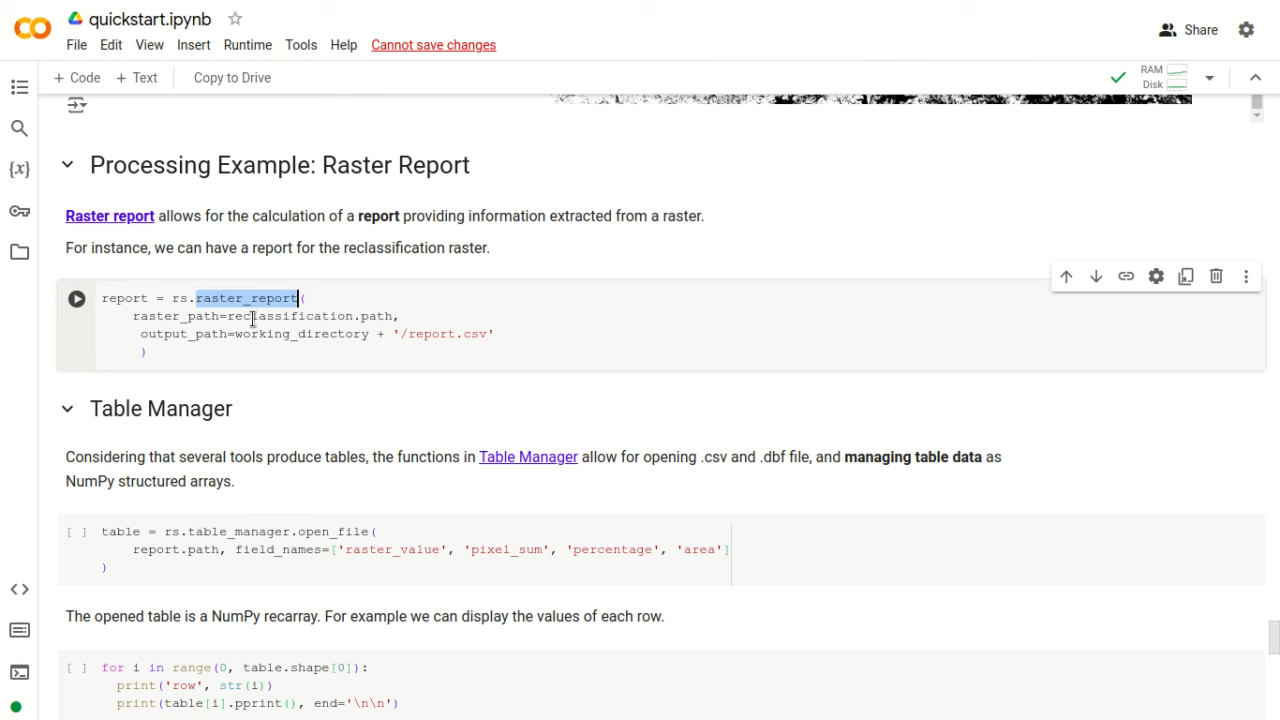 quickstart.ipynb
Share
File Edit View Insert Runtime Tools Help Cannot save changes
+ Code + Text Copy to Drive
RAM
Disk
Processing Example: Raster Report
Raster report allows for the calculation of a report providing information extracted from a raster.
For instance, we can have a report for the reclassification raster.
report = rs.raster_report(
raster_path=reclassification.path,
output_path=working_directory + '/report.csv'
)
Table Manager
Considering that several tools produce tables, the functions in Table Manager allow for opening .csv and .dbf file, and managing table data as
NumPy structured arrays.
[ ] table = rs.table_manager.open_file(
report.path, field_names=['raster_value', 'pixel_sum', 'percentage', 'area']
)
The opened table is a NumPy recarray. For example we can display the values of each row.
[ ] for i in range(0, table.shape[0]):
print('row', str(i))
print(table[i].pprint(), end='\n\n')